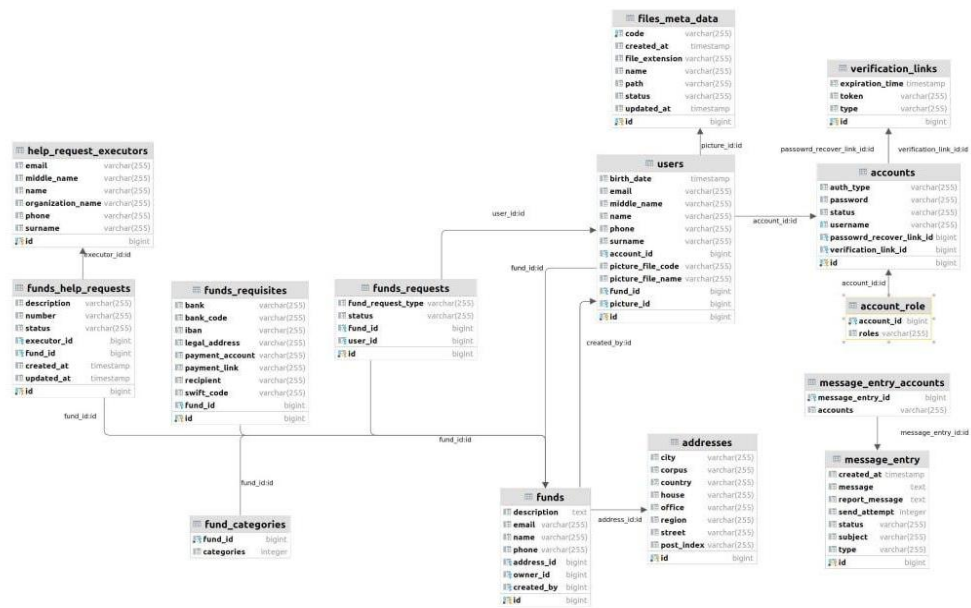 files_meta_data
code varchar(255)
created_at timestamp
file_extension varchar(255)
name varchar(255)
path varchar(255)
status varchar(255)
updated_at timestamp
id bigint
verification_links
expiration_time timestamp
token varchar(255)
type varchar(255)
id bigint
picture_id:id
passowrd_recover_link_id:id
verification_link_id:id
help_request_executors
email varchar(255)
middle_name varchar(255)
name varchar(255)
organization_name varchar(255)
phone varchar(255)
surname varchar(255)
id bigint
users
birth_date timestamp
email varchar(255)
middle_name varchar(255)
name varchar(255)
phone varchar(255)
surname varchar(255)
account_id bigint
picture_file_code varchar(255)
picture_file_name varchar(255)
fund_id bigint
picture_id bigint
id bigint
accounts
auth_type varchar(255)
password varchar(255)
status varchar(255)
username varchar(255)
passowrd_recover_link_id bigint
verification_link_id bigint
id bigint
user_id:id
account_id:id
executor_id:id
fund_id:id
account_id:id
funds_help_requests
description varchar(255)
number varchar(255)
status varchar(255)
executor_id bigint
fund_id bigint
created_at timestamp
updated_at timestamp
id bigint
funds_requisites
bank varchar(255)
bank_code varchar(255)
iban varchar(255)
legal_address varchar(255)
payment_account varchar(255)
payment_link varchar(255)
recipient varchar(255)
swift_code varchar(255)
fund_id bigint
id bigint
funds_requests
fund_request_type varchar(255)
status varchar(255)
fund_id bigint
user_id bigint
id bigint
account_role
account_id bigint
roles varchar(255)
created_by:id
message_entry_accounts
message_entry_id bigint
accounts varchar(255)
fund_id:id
fund_id:id
message_entry_id:id
addresses
city varchar(255)
corpus varchar(255)
country varchar(255)
house varchar(255)
office varchar(255)
region varchar(255)
street varchar(255)
post_index varchar(255)
id bigint
message_entry
created_at timestamp
message text
report_message text
send_attempt integer
status varchar(255)
subject varchar(255)
type varchar(255)
id bigint
fund_id:id
funds
description text
email varchar(255)
name varchar(255)
phone varchar(255)
address_id bigint
owner_id bigint
created_by bigint
id bigint
address_id:id
fund_categories
fund_id bigint
categories integer